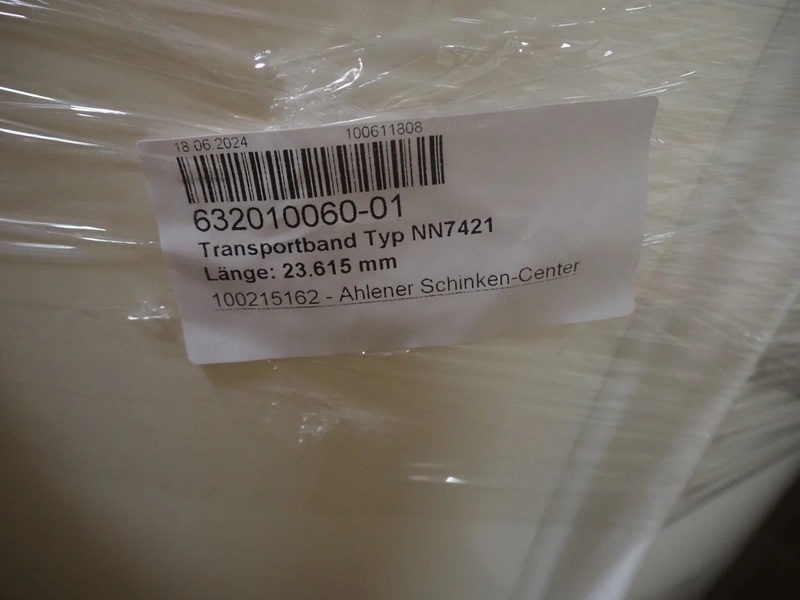 18.06.2024 100611808
632010060-01
Transportband Typ NN7421
Länge: 23.615 mm
100215162 - Ahlener Schinken-Center